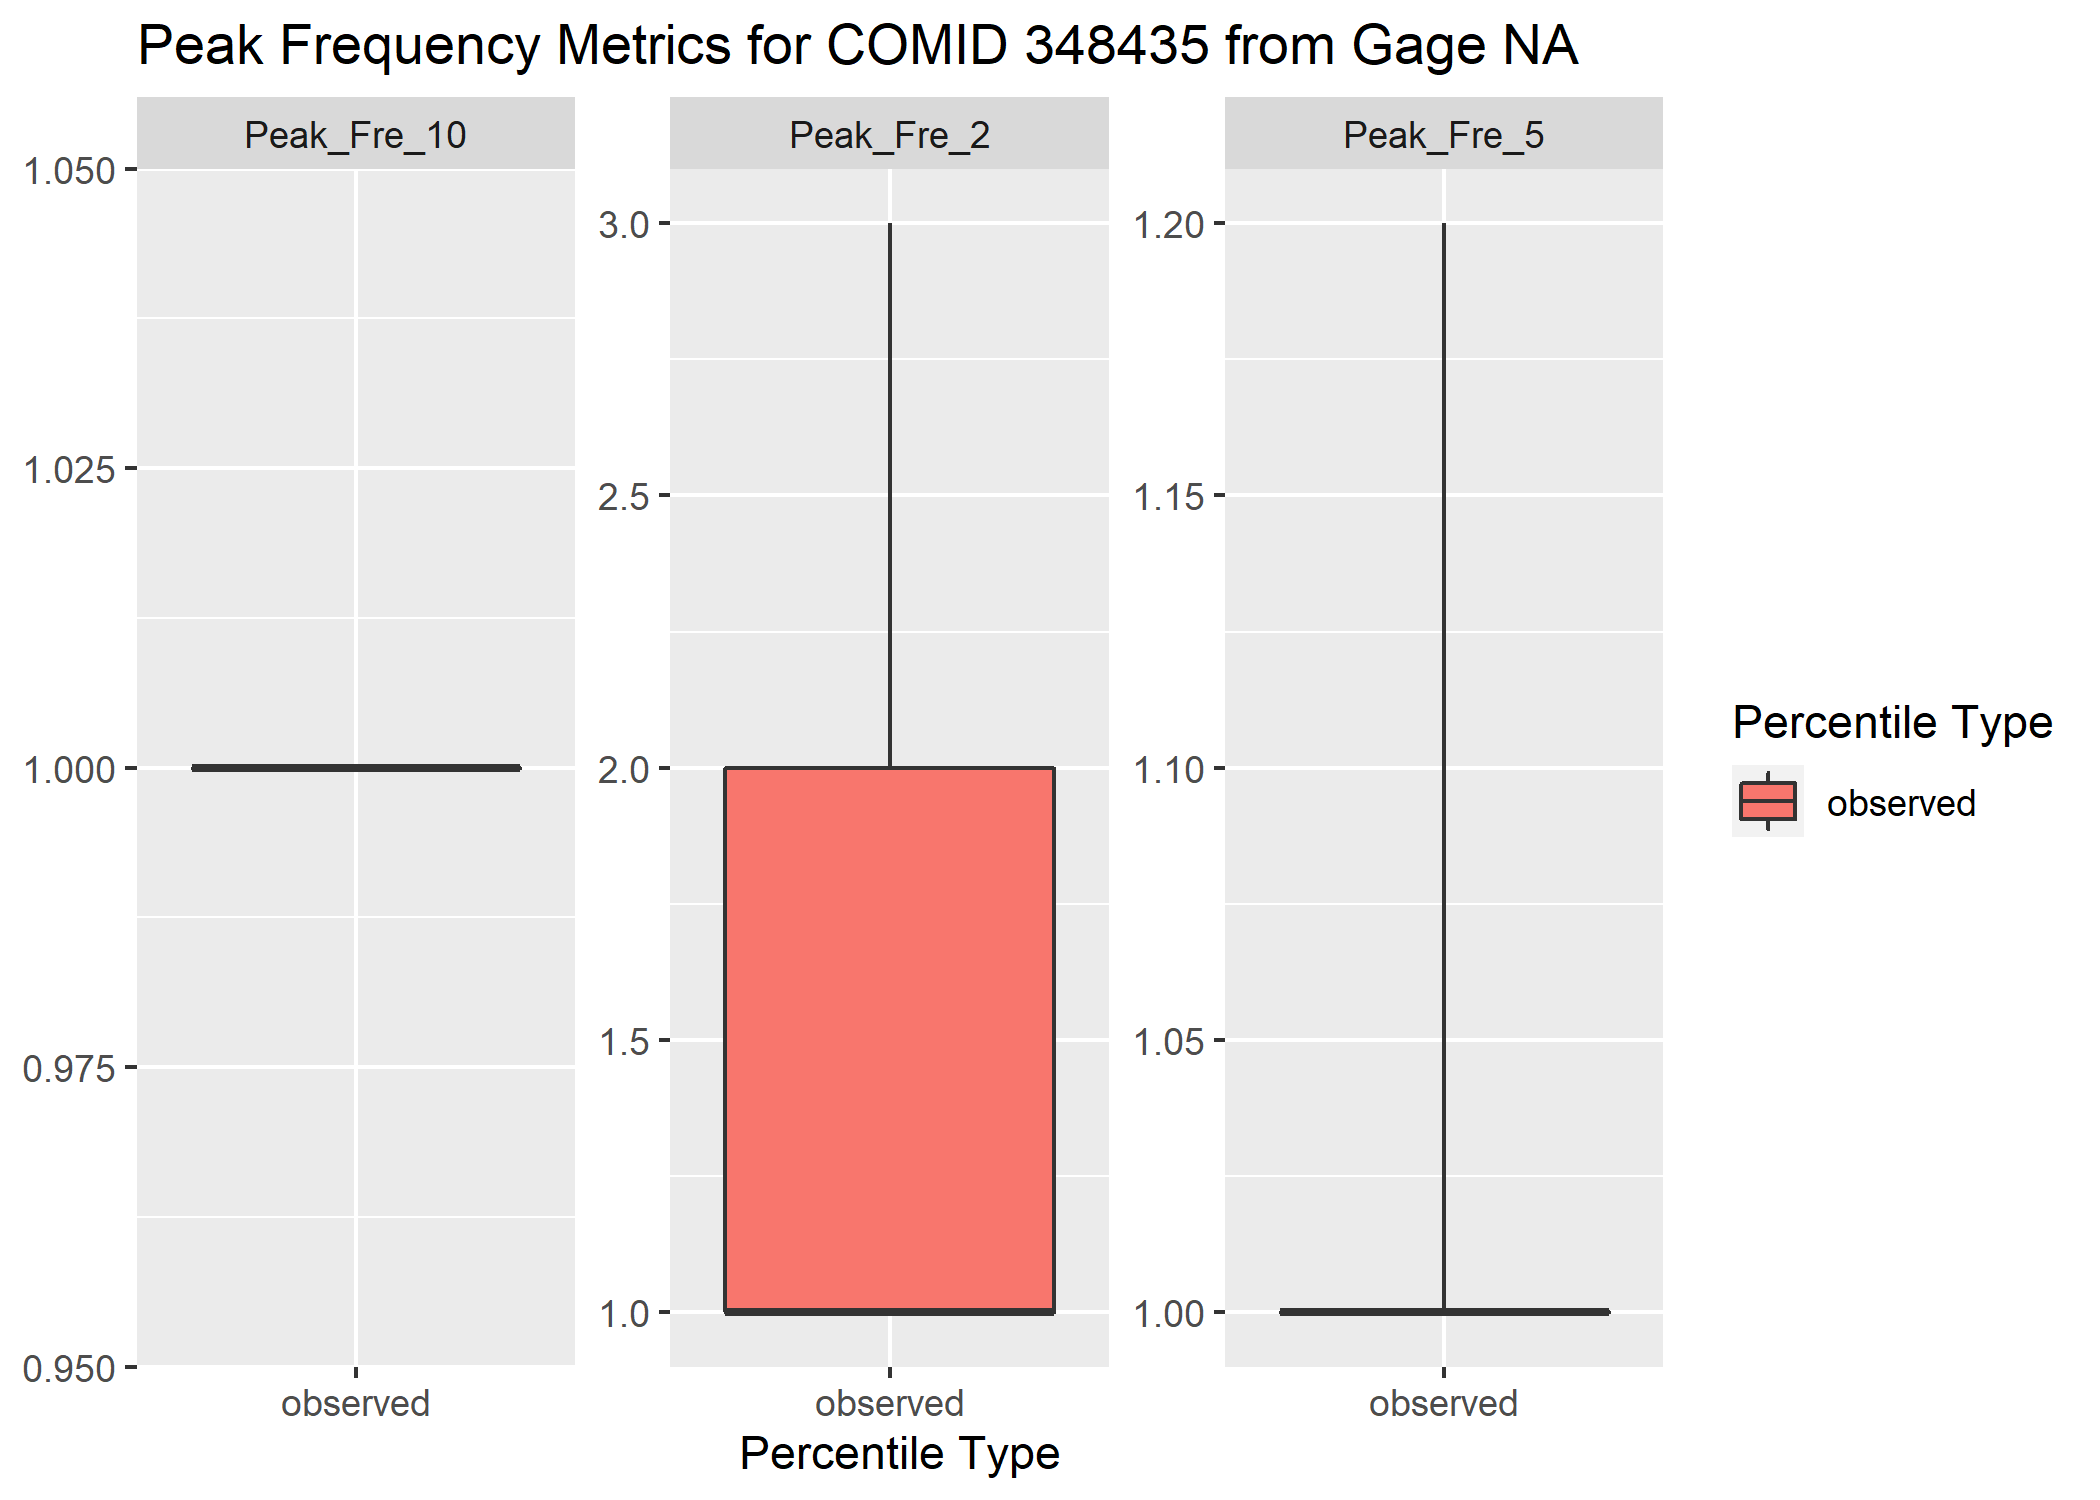 Peak Frequency Metrics for COMID 348435 from Gage NA
Peak_Fre_10
Peak_Fre_2
Peak_Fre_5
1.050
1.025
1.000
0.975
0.950
3.0
2.5
2.0
1.5
1.0
1.20
1.15
1.10
1.05
1.00
observed
observed
observed
Percentile Type
Percentile Type
observed